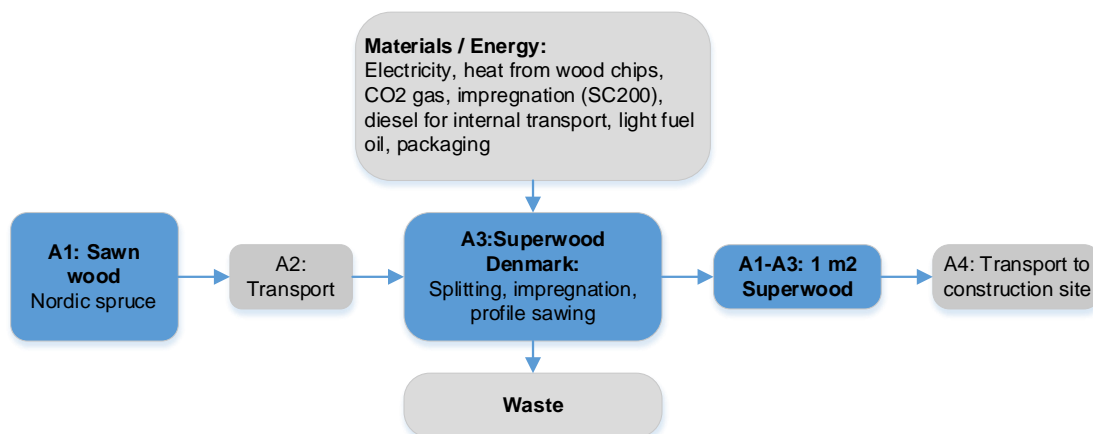 Materials / Energy:
Electricity, heat from wood chips,
CO2 gas, impregnation (SC200),
diesel for internal transport, light fuel
oil, packaging
A1: Sawn
wood
Nordic spruce
A2:
Transport
A3:Superwood
Denmark:
Splitting, impregnation,
profile sawing
A1-A3: 1 m2
Superwood
A4: Transport to
construction site
Waste